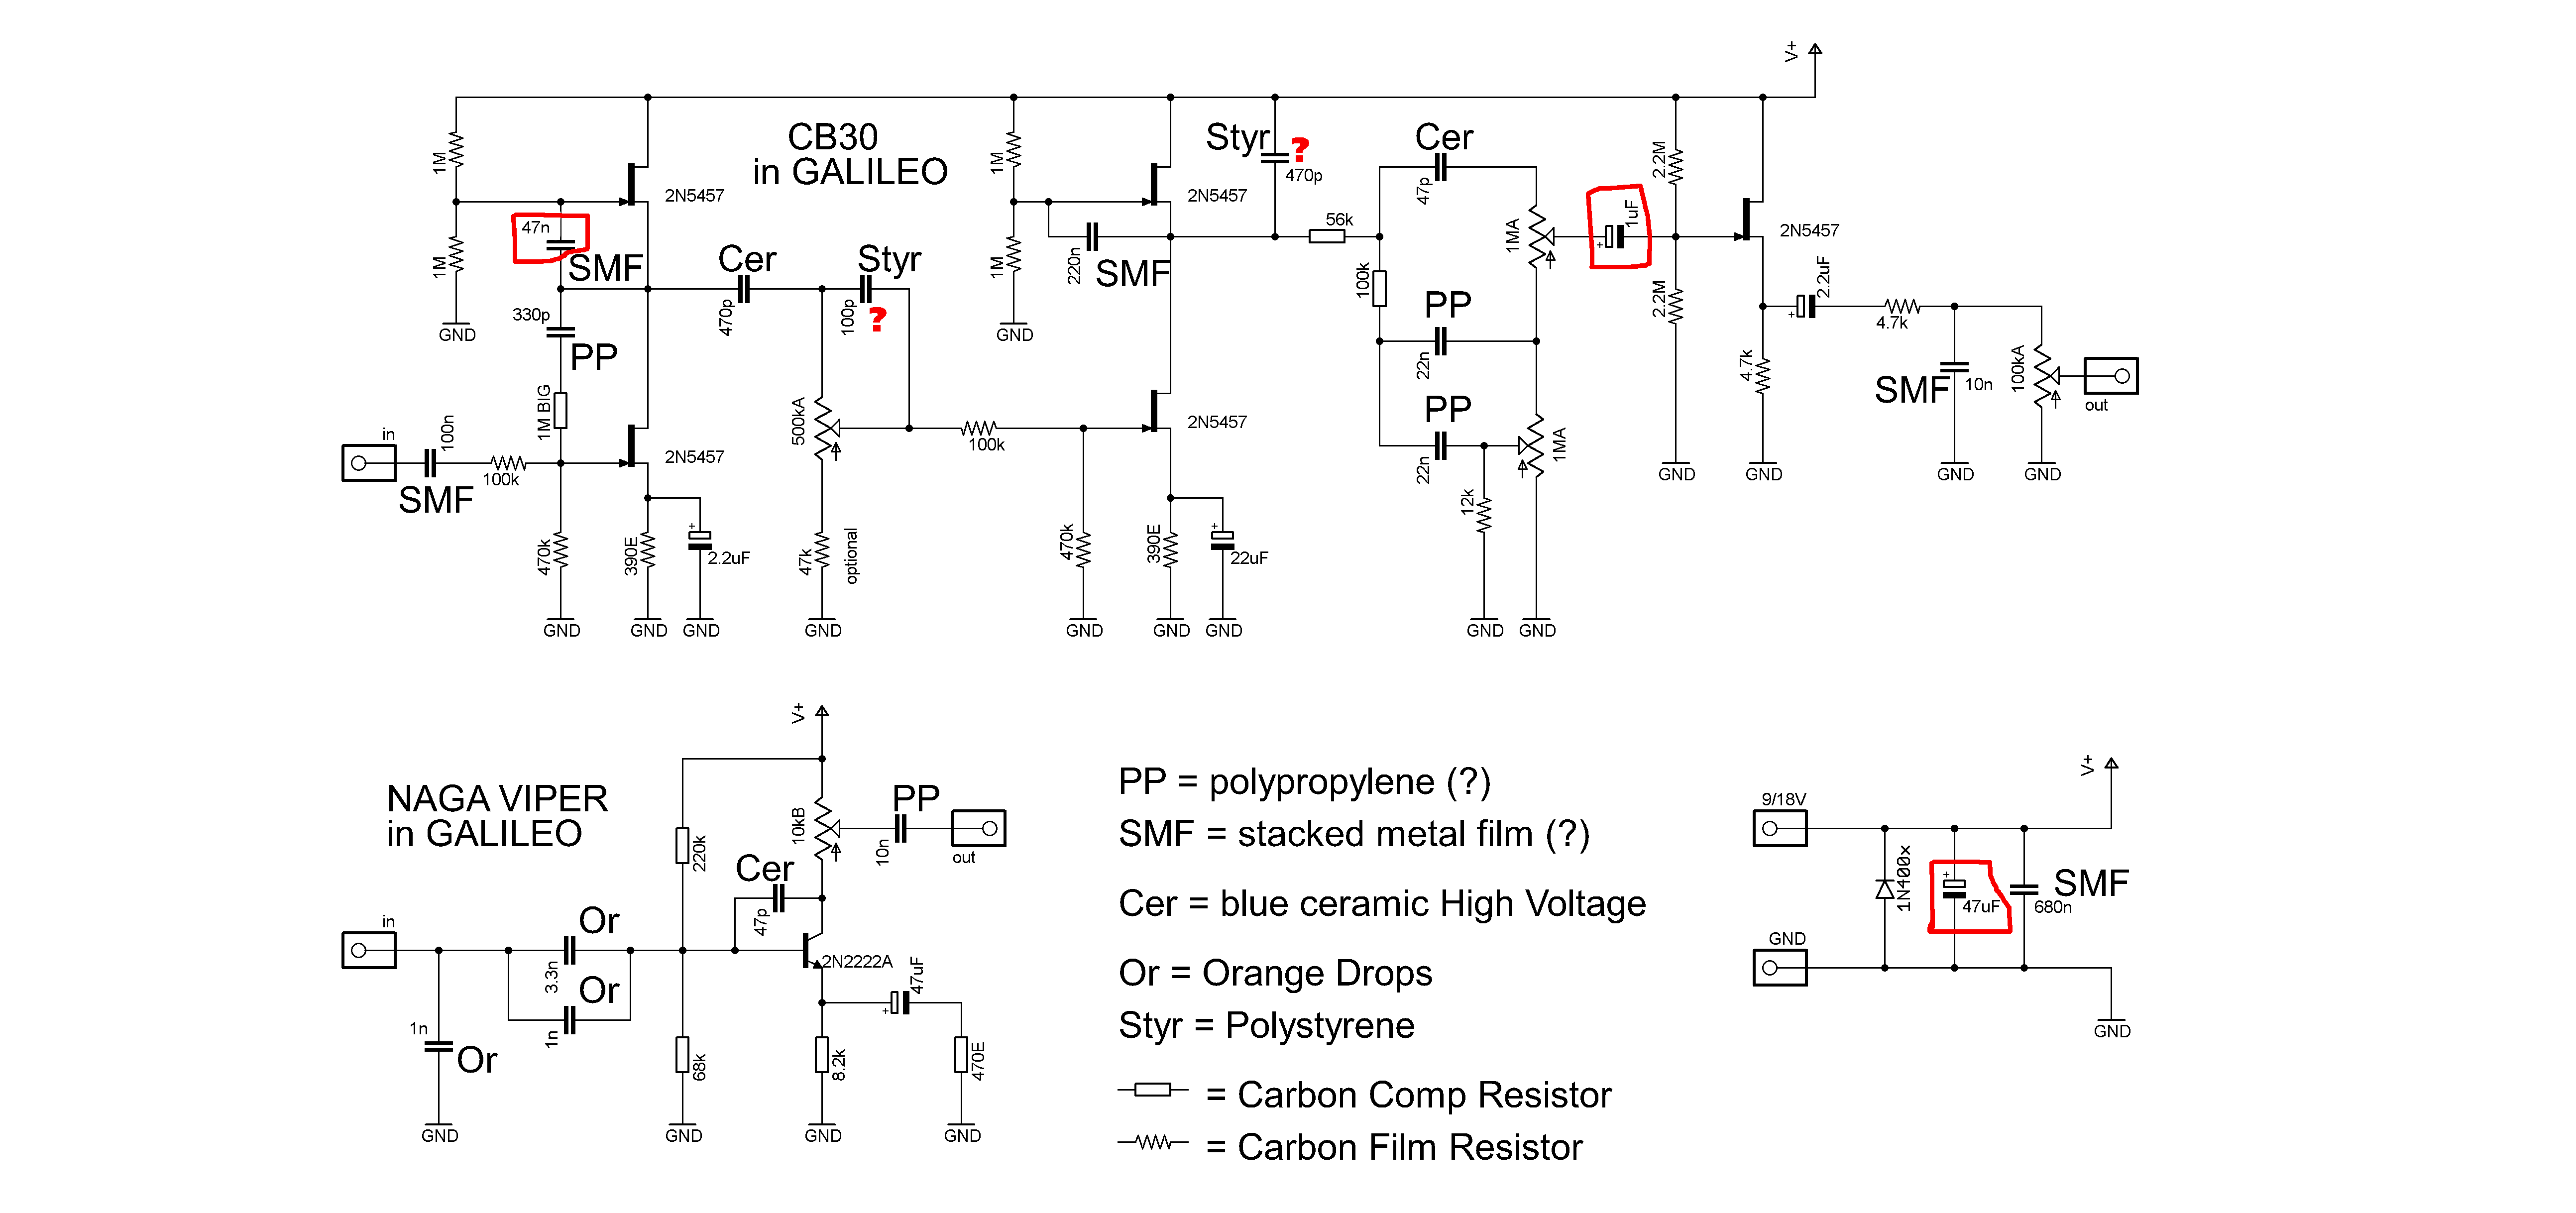 V+
CB30
in GALILEO
1M
2N5457
47n
SMF
1M
GND
330p
PP
1M BIG
in
100n
SMF
100k
2N5457
470k
GND
390E
GND
2.2uF
GND
Cer
470p
Styr
100p
?
500kA
47k
optional
GND
100k
1M
2N5457
1M
GND
220n
SMF
2N5457
470k
GND
390E
GND
22uF
GND
Styr
?
470p
56k
Cer
47p
100k
PP
22n
PP
22n
1MA
1MA
12k
GND
GND
1uF
2.2M
2.2M
GND
2N5457
4.7k
GND
2.2uF
4.7k
SMF
10n
GND
100kA
GND
out
NAGA VIPER
in GALILEO
V+
in
1n
Or
GND
Or
3.3n
Or
1n
220k
68k
GND
Cer
47p
10kB
PP
10n
out
2N2222A
8.2k
GND
47uF
470E
GND
PP = polypropylene (?)
SMF = stacked metal film (?)
Cer = blue ceramic High Voltage
Or = Orange Drops
Styr = Polystyrene
= Carbon Comp Resistor
= Carbon Film Resistor
V+
9/18V
GND
1N400x
47uF
SMF
680n
GND